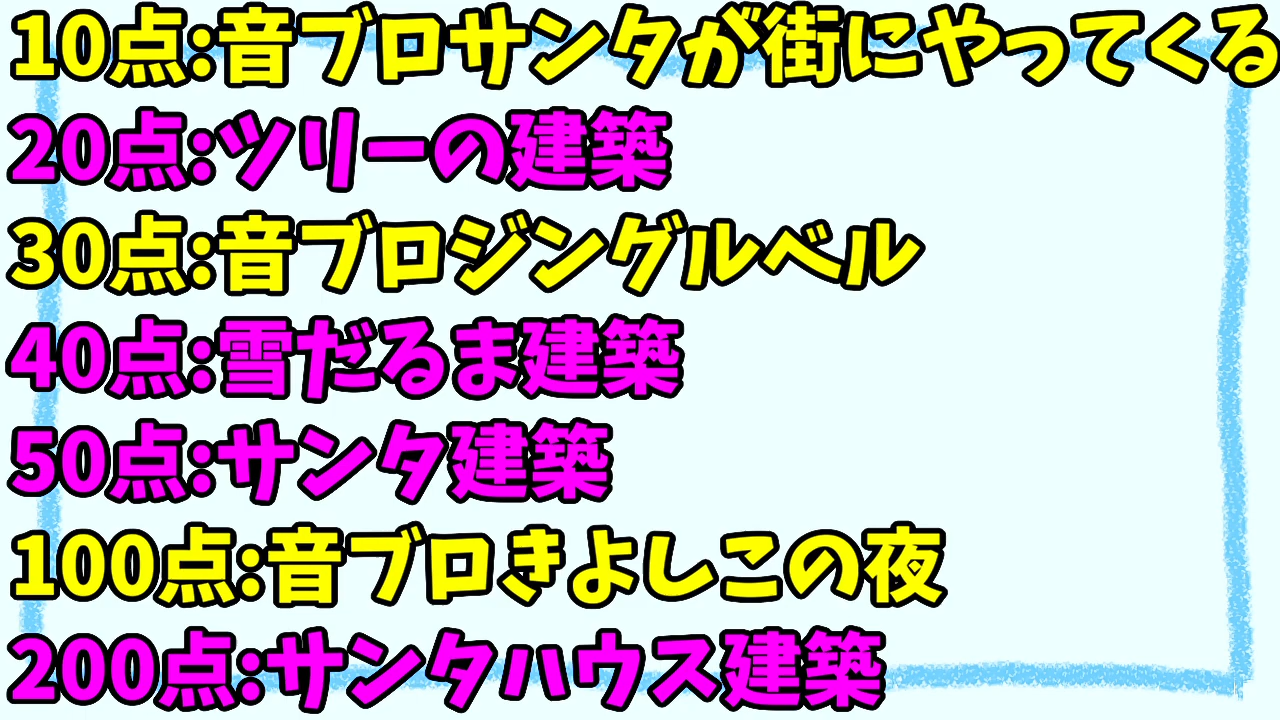 10点:音ブロサンタが街にやってくる
20点:ツリーの建築
30点:音ブロジングルベル
40点:雪だるま建築
50点:サンタ建築
100点:音ブロきよしこの夜
200点:サンタハウス建築